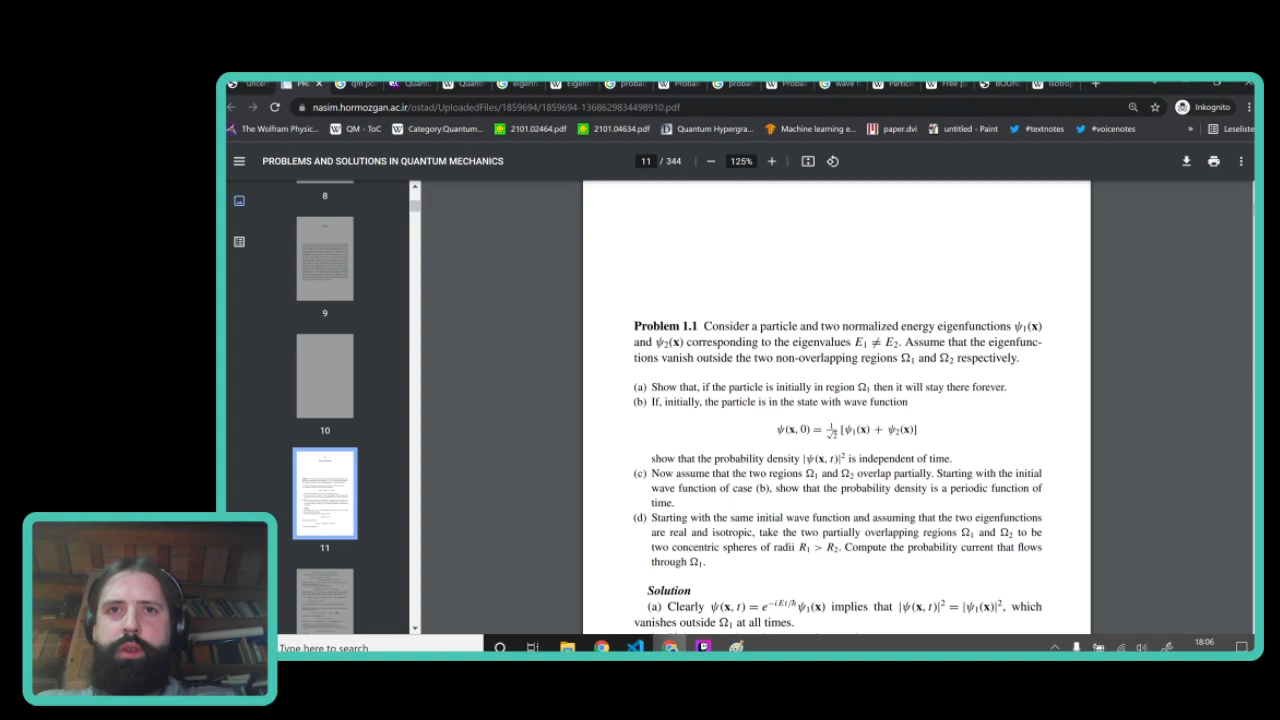 nasim.hormozgan.ac.ir/ostad/UploadedFiles/1859694/1859694-1368629834498910.pdf
Inkognito
The Wolfram Physic... QM - ToC Category:Quantum... 2101.02464.pdf 2101.04634.pdf Quantum Hypergra... Machine learning e... paper.dvi untitled - Paint #textnotes #voicenotes » Leseliste
PROBLEMS AND SOLUTIONS IN QUANTUM MECHANICS
11 / 344 − 125% +
8
9
10
11
Problem 1.1 Consider a particle and two normalized energy eigenfunctions ψ₁(x)
and ψ₂(x) corresponding to the eigenvalues E₁ ≠ E₂. Assume that the eigenfunc-
tions vanish outside the two non-overlapping regions Ω₁ and Ω₂ respectively.
(a) Show that, if the particle is initially in region Ω₁ then it will stay there forever.
(b) If, initially, the particle is in the state with wave function
ψ(x, 0) = 1/√2 [ψ₁(x) + ψ₂(x)]
show that the probability density |ψ(x, t)|² is independent of time.
(c) Now assume that the two regions Ω₁ and Ω₂ overlap partially. Starting with the initial
wave function of case (b), show that the probability density is a periodic function of
time.
(d) Starting with the same initial wave function and assuming that the two eigenfunctions
are real and isotropic, take the two partially overlapping regions Ω₁ and Ω₂ to be
two concentric spheres of radii R₁ > R₂. Compute the probability current that flows
through Ω₁.
Solution
(a) Clearly ψ(x, t) = e^{−iEt/ħ}ψ₁(x) implies that |ψ(x, t)|² = |ψ₁(x)|², which
vanishes outside Ω₁ at all times.
Type here to search
18:06